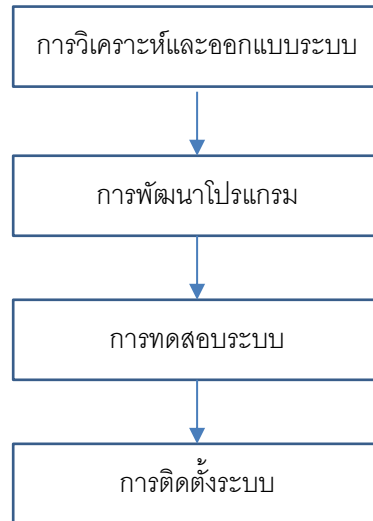 การวิเคราะห์และออกแบบระบบ
การพัฒนาโปรแกรม
การทดสอบระบบ
การติดตั้งระบบ